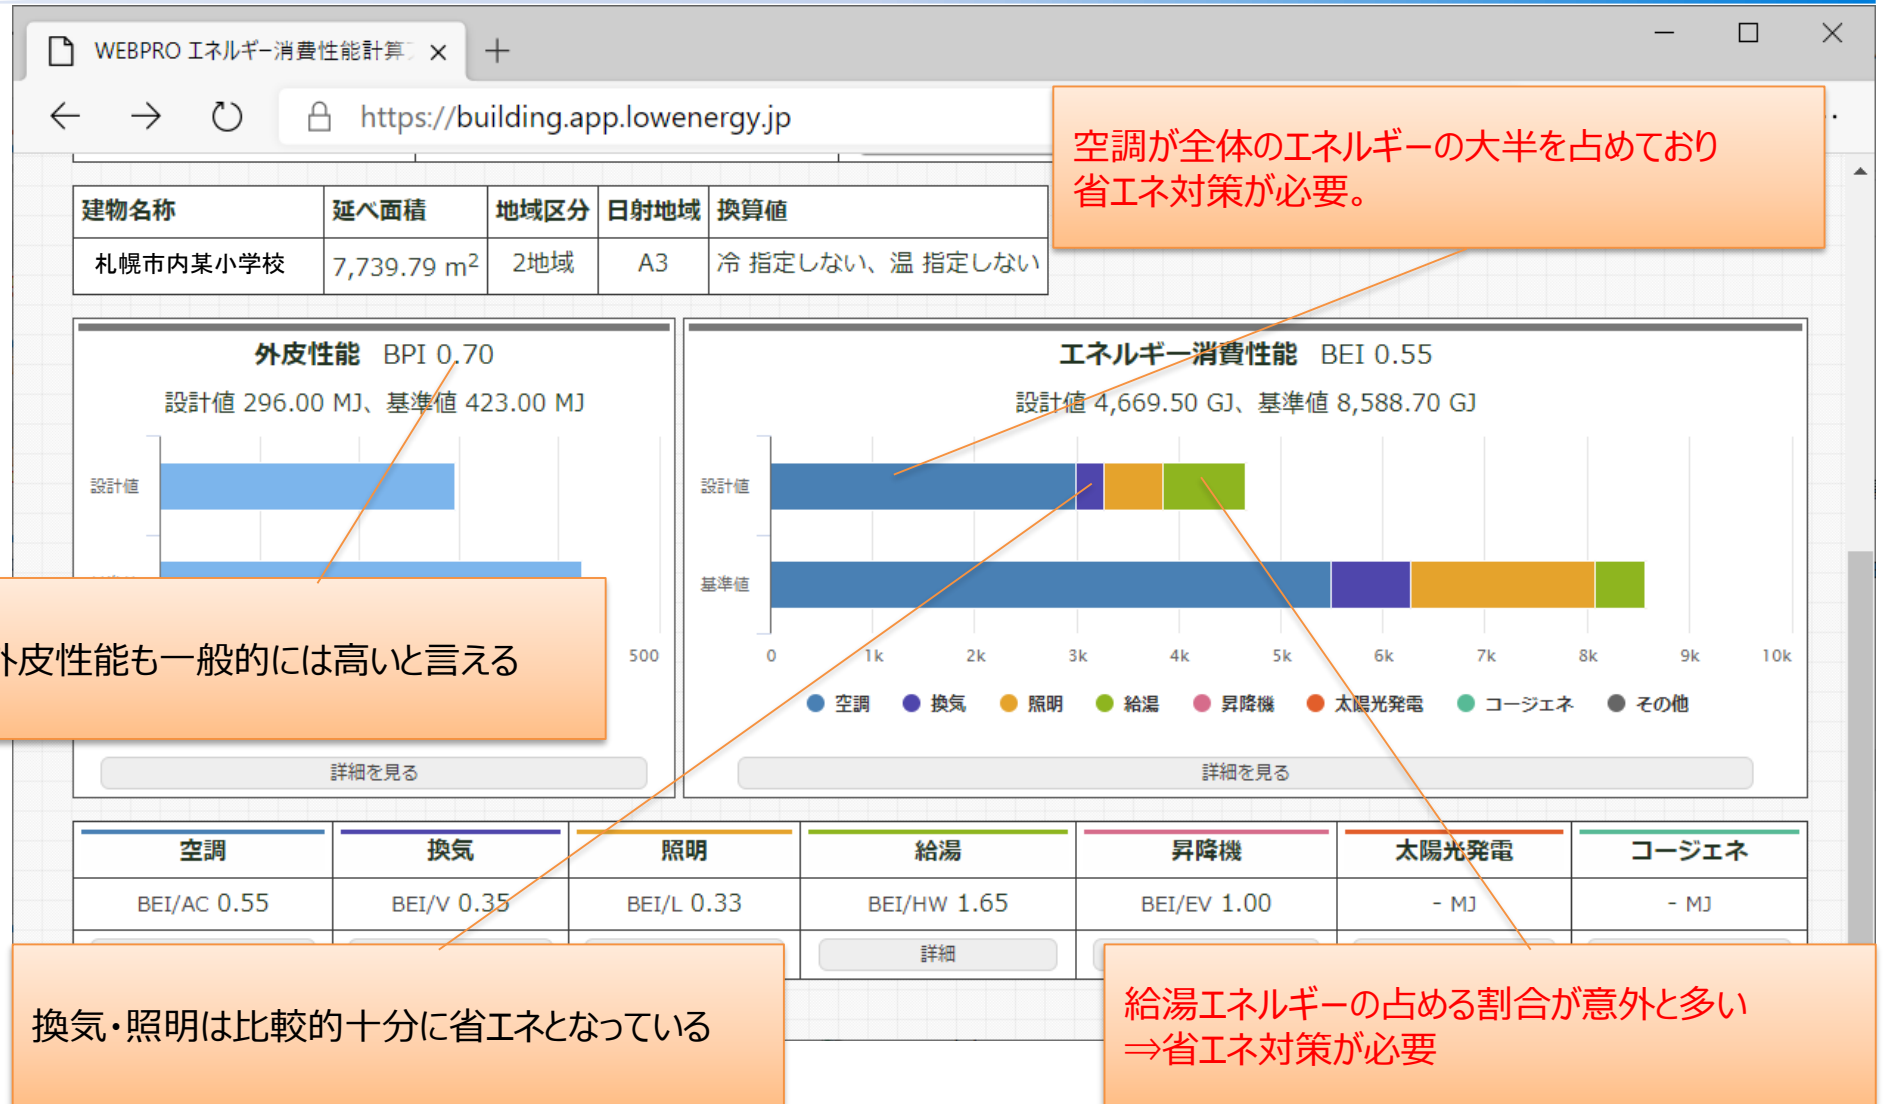 WEBPRO エネルギー消費性能計算
https://building.app.lowenergy.jp
空調が全体のエネルギーの大半を占めており
省エネ対策が必要。
建物名称 延べ面積 地域区分 日射地域 換算値
札幌市内某小学校 7,739.79 m² 2地域 A3 冷 指定しない、温 指定しない
外皮性能 BPI 0.70
設計値 296.00 MJ、基準値 423.00 MJ
設計値
500
外皮性能も一般的には高いと言える
詳細を見る
エネルギー消費性能 BEI 0.55
設計値 4,669.50 GJ、基準値 8,588.70 GJ
設計値
基準値
0 1k 2k 3k 4k 5k 6k 7k 8k 9k 10k
空調 換気 照明 給湯 昇降機 太陽光発電 コージェネ その他
詳細を見る
空調 換気 照明 給湯 昇降機 太陽光発電 コージェネ
BEI/AC 0.55 BEI/V 0.35 BEI/L 0.33 BEI/HW 1.65 BEI/EV 1.00 - MJ - MJ
詳細
換気・照明は比較的十分に省エネとなっている
給湯エネルギーの占める割合が意外と多い
⇒省エネ対策が必要